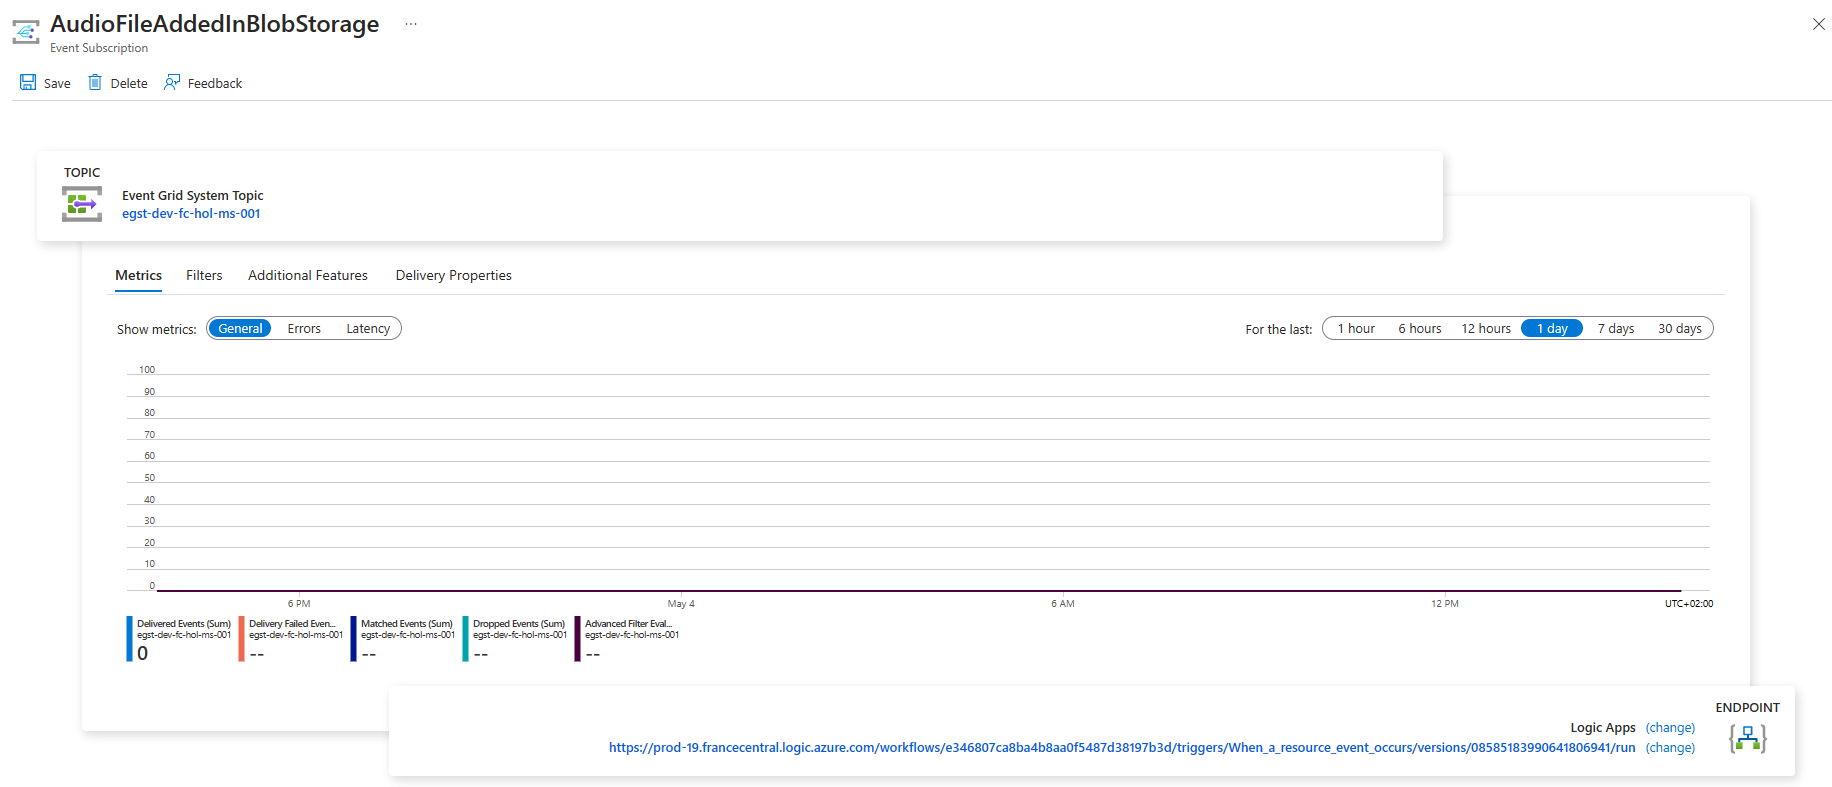 AudioFileAddedInBlobStorage ...
Event Subscription
Save Delete Feedback
TOPIC
Event Grid System Topic
egst-dev-fc-hol-ms-001
Metrics Filters Additional Features Delivery Properties
Show metrics: General Errors Latency For the last: 1 hour 6 hours 12 hours 1 day 7 days 30 days
100
90
80
70
60
50
40
30
20
10
0
6 PM May 4 6 AM 12 PM UTC+02:00
Delivered Events (Sum) Delivery Failed Even... Matched Events (Sum) Dropped Events (Sum) Advanced Filter Eval...
egst-dev-fc-hol-ms-001 egst-dev-fc-hol-ms-001 egst-dev-fc-hol-ms-001 egst-dev-fc-hol-ms-001 egst-dev-fc-hol-ms-001
0 -- -- -- --
ENDPOINT
Logic Apps (change)
https://prod-19.francecentral.logic.azure.com/workflows/e346807ca8ba4b8aa0f5487d38197b3d/triggers/When_a_resource_event_occurs/versions/08585183990641806941/run (change)